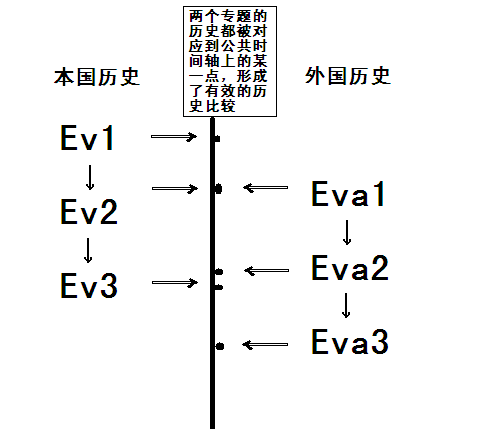 两个专题的
历史都被对
应到公共时
间轴上的某
一点，形成
了有效的历
史比较
本国历史
外国历史
Ev1
Ev2
Eva1
Ev3
Eva2
Eva3